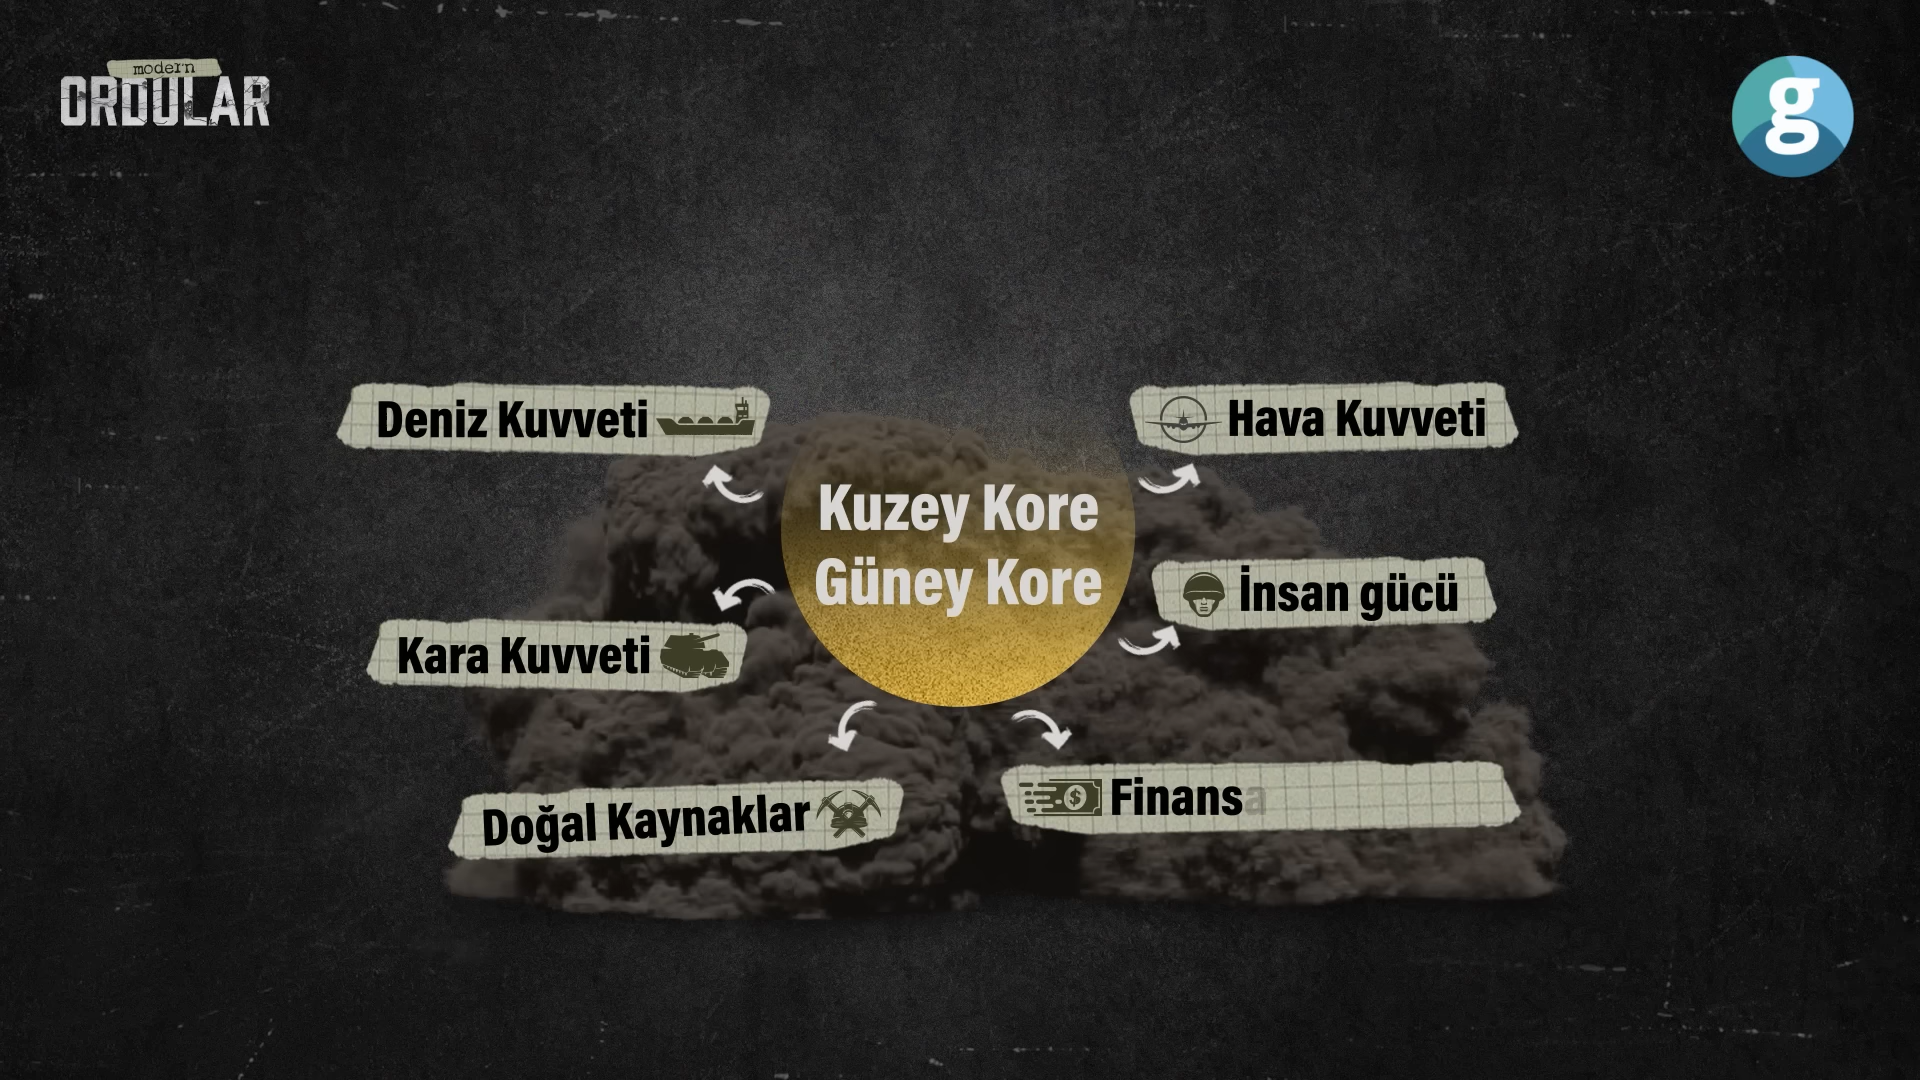 modern
ORDULAR
g
Deniz Kuvveti
Hava Kuvveti
Kuzey Kore
Güney Kore
İnsan gücü
Kara Kuvveti
Doğal Kaynaklar
Finansa